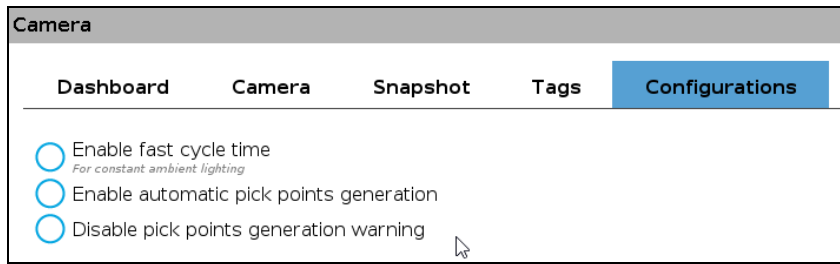 Camera
Dashboard Camera Snapshot Tags Configurations
Enable fast cycle time
For constant ambient lighting
Enable automatic pick points generation
Disable pick points generation warning